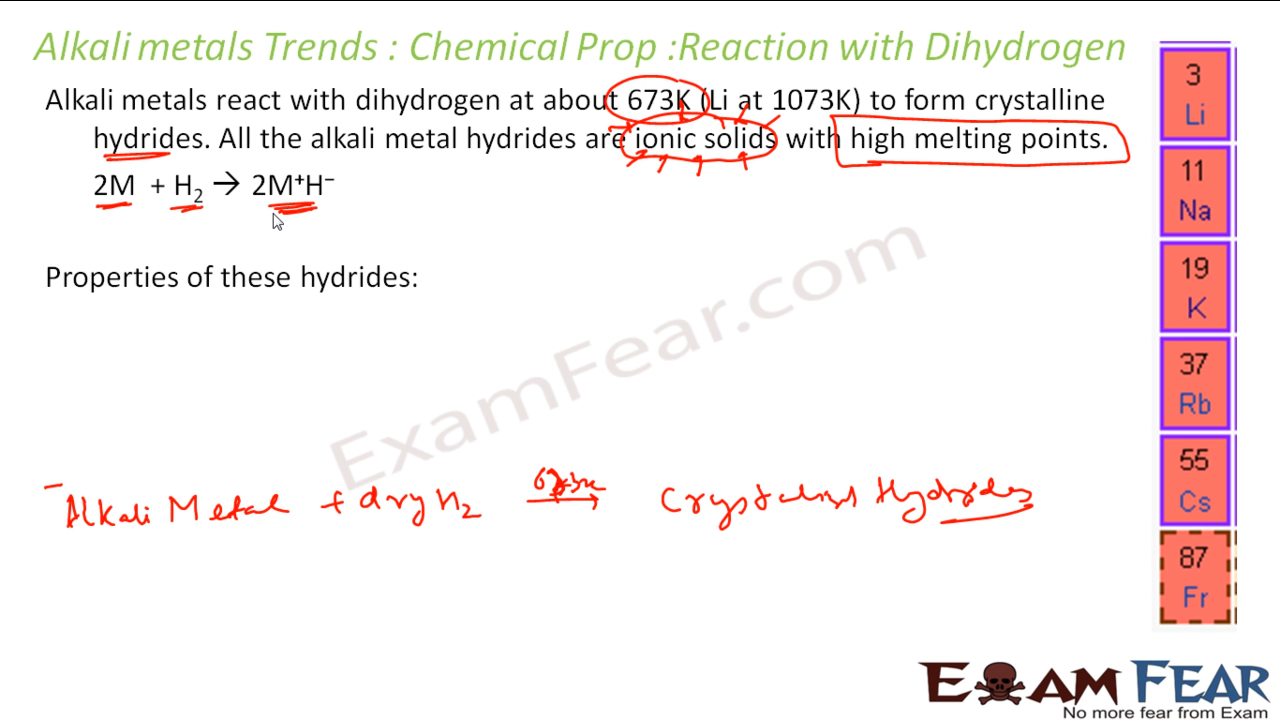 Alkali metals Trends : Chemical Prop :Reaction with Dihydrogen
Alkali metals react with dihydrogen at about 673K (Li at 1073K) to form crystalline
hydrides. All the alkali metal hydrides are ionic solids with high melting points.
2M + H₂ → 2M⁺H⁻
Properties of these hydrides:
ExamFear.com
Alkali Metal + dry H₂ → Hydrides
3
Li
11
Na
19
K
37
Rb
55
Cs
87
Fr
EXAM FEAR
No more fear from Exam